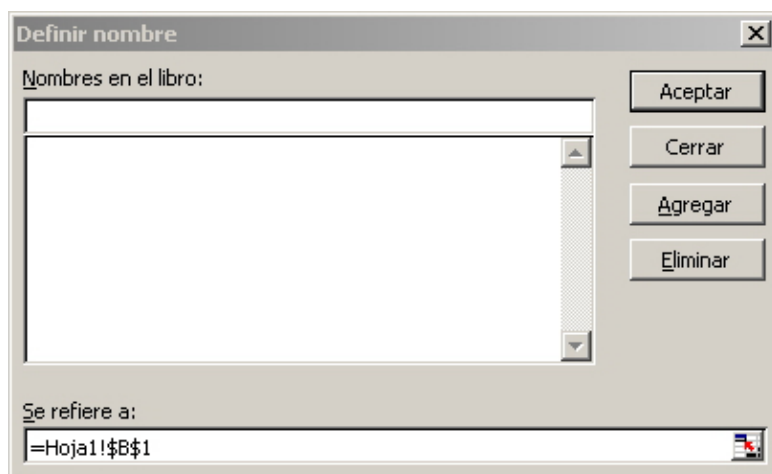 Definir nombre
Nombres en el libro:
Aceptar
Cerrar
Agregar
Eliminar
Se refiere a:
=Hoja1!$B$1